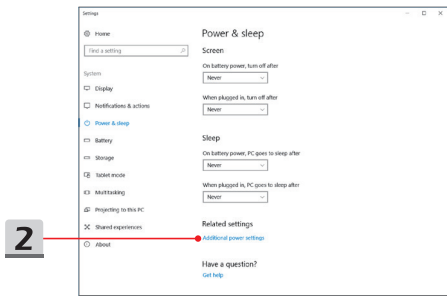 Settings
Home
Power & sleep
Find a setting
Screen
On battery power, turn off after
Never
System
Display
When plugged in, turn off after
Never
Notifications & actions
Power & sleep
Battery
Sleep
Storage
On battery power, PC goes to sleep after
Never
Tablet mode
Multitasking
When plugged in, PC goes to sleep after
Never
Projecting to this PC
Shared experiences
Related settings
2
Additional power settings
About
Have a question?
Get help